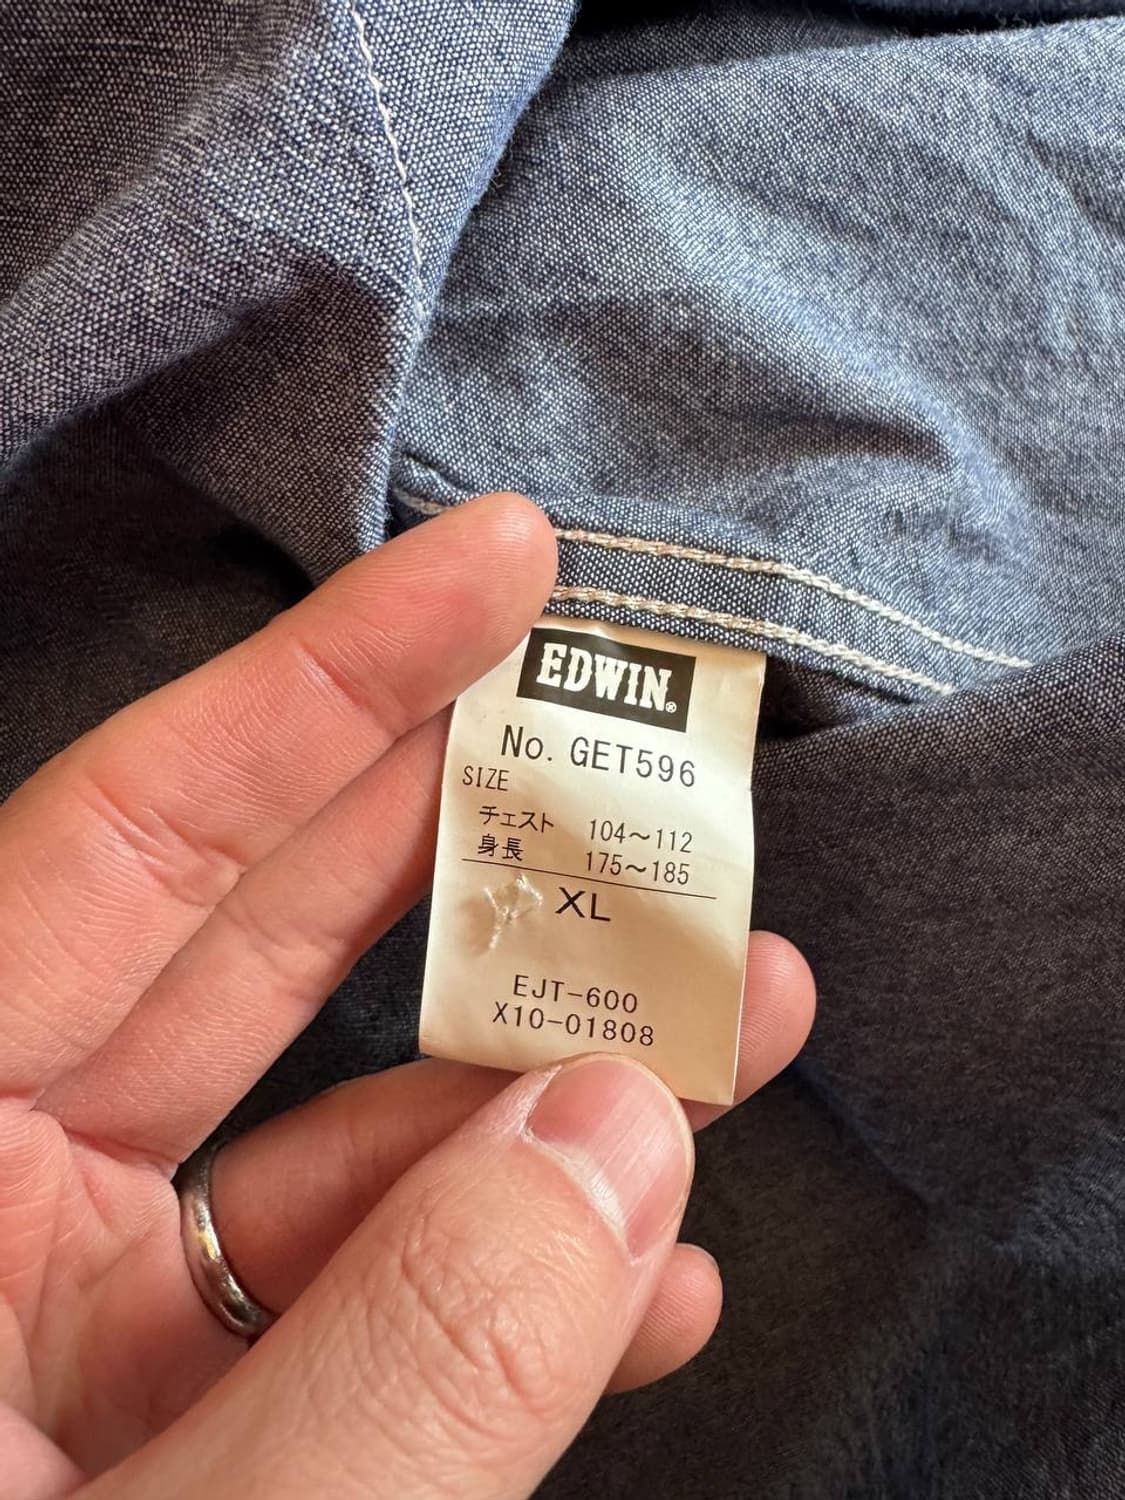 EDWIN®
No. GET596
SIZE
チェスト 104〜112
身長 175〜185
XL
EJT-600
X10-01808